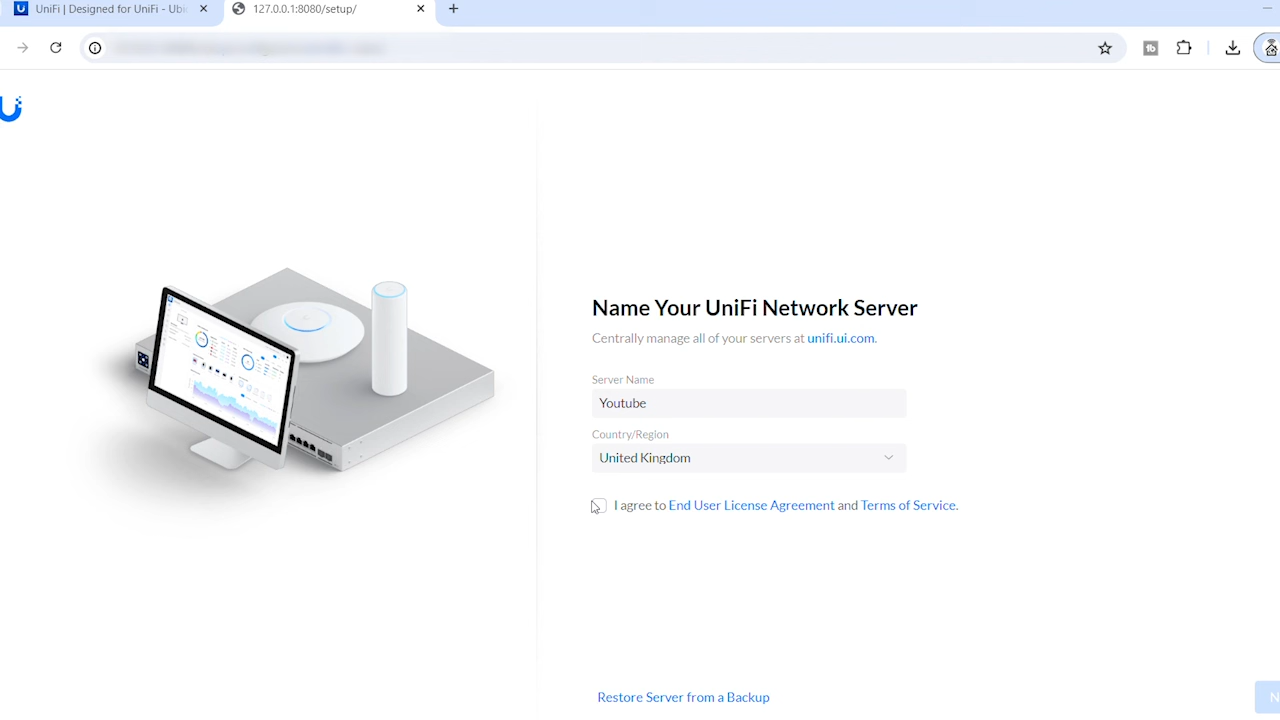 UniFi | Designed for UniFi - Ubi
127.0.0.1:8080/setup/
Name Your UniFi Network Server
Centrally manage all of your servers at unifi.ui.com.
Server Name
Youtube
Country/Region
United Kingdom
I agree to End User License Agreement and Terms of Service.
Restore Server from a Backup
N